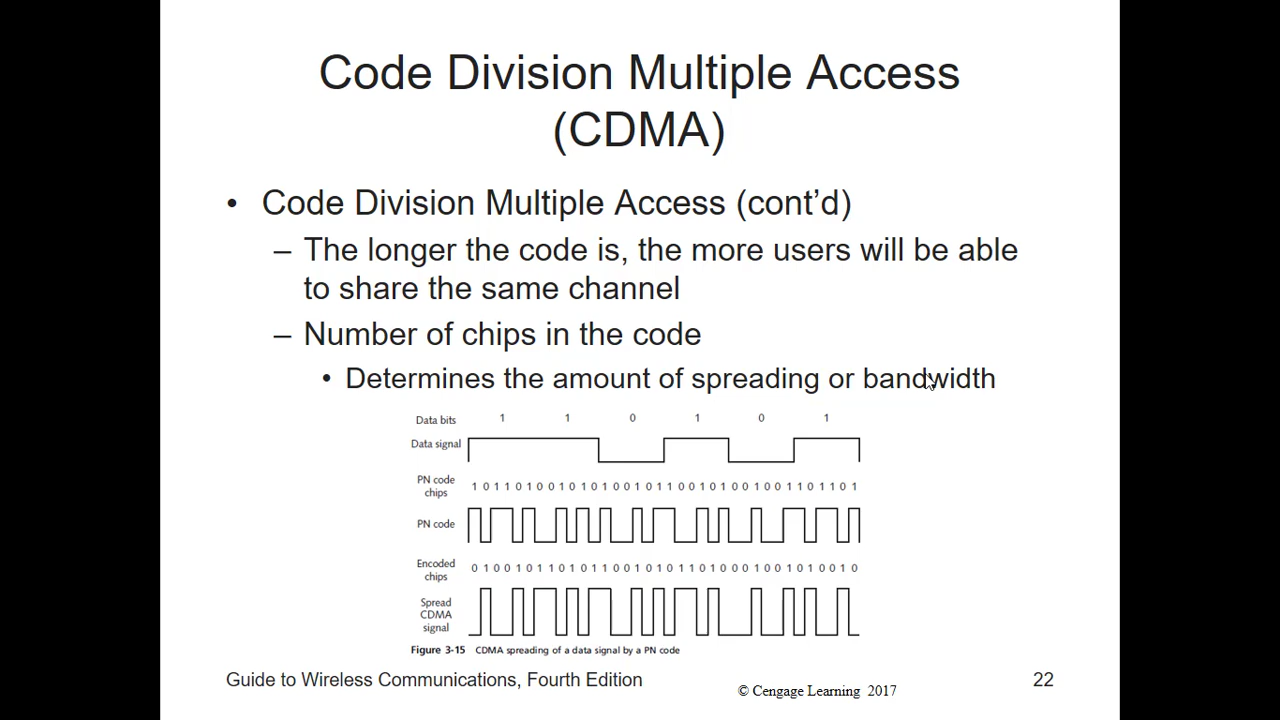 Code Division Multiple Access
(CDMA)
• Code Division Multiple Access (cont’d)
– The longer the code is, the more users will be able
to share the same channel
– Number of chips in the code
• Determines the amount of spreading or bandwidth
Data bits 1 1 0 1 0 1
Data signal
PN code
chips 1 0 1 1 0 1 0 0 1 0 1 0 1 0 0 1 0 1 1 0 0 1 0 1 0 0 1 0 0 1 1 0 1 1 0 1
PN code
Encoded
chips 0 1 0 0 1 0 1 1 0 1 0 1 1 0 0 1 0 1 0 1 1 0 1 0 0 0 1 0 0 1 0 1 0 0 1 0
Spread
CDMA
signal
Figure 3-15 CDMA spreading of a data signal by a PN code
Guide to Wireless Communications, Fourth Edition
© Cengage Learning 2017
22